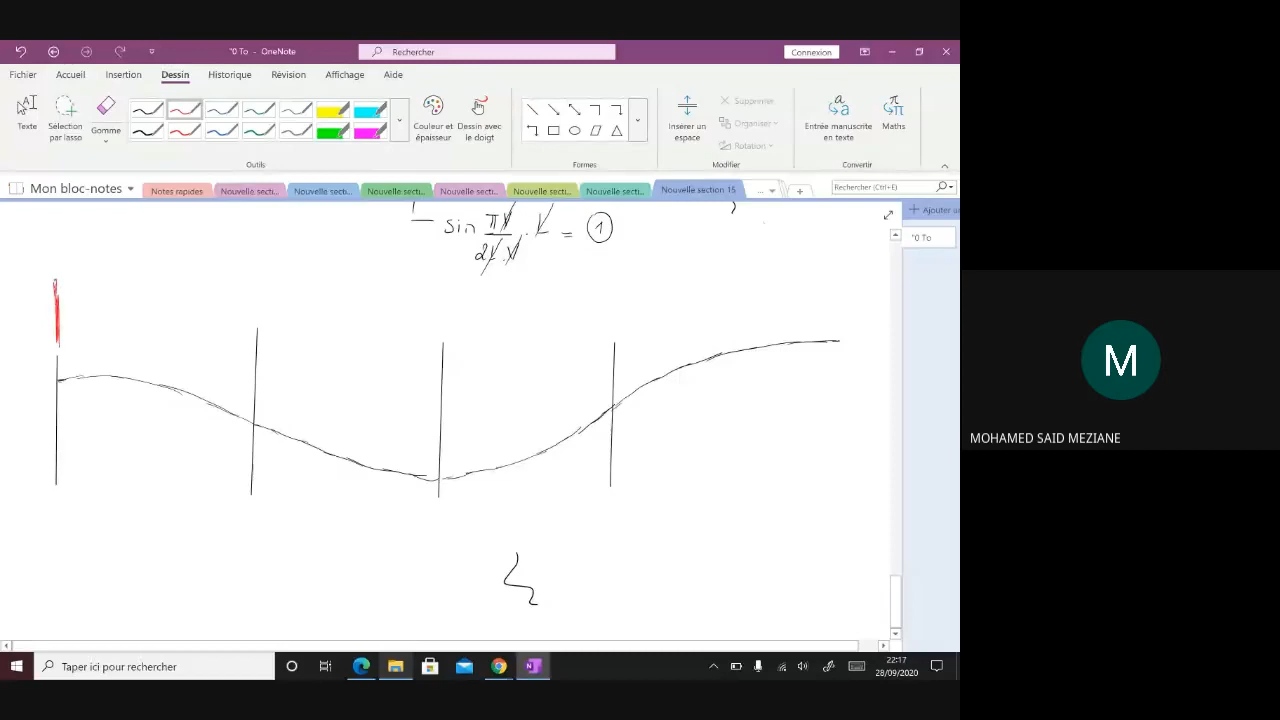 "0 To - OneNote
Rechercher
Connexion
Fichier Accueil Insertion Dessin Historique Révision Affichage Aide
Texte
Sélection par lasso
Gomme
Couleur et épaisseur
Dessin avec le doigt
Insérer un espace
Supprimer
Organiser
Rotation
Entrée manuscrite en texte
Maths
Outils Formes Modifier Convertir
Mon bloc-notes
Notes rapides Nouvelle secti... Nouvelle secti... Nouvelle secti... Nouvelle secti... Nouvelle secti... Nouvelle secti... Nouvelle section 15 ... +
Rechercher (Ctrl+E)
+ Ajouter
"0 To
sin π
2 = 1
M
MOHAMED SAID MEZIANE
Taper ici pour rechercher
22:17
28/09/2020